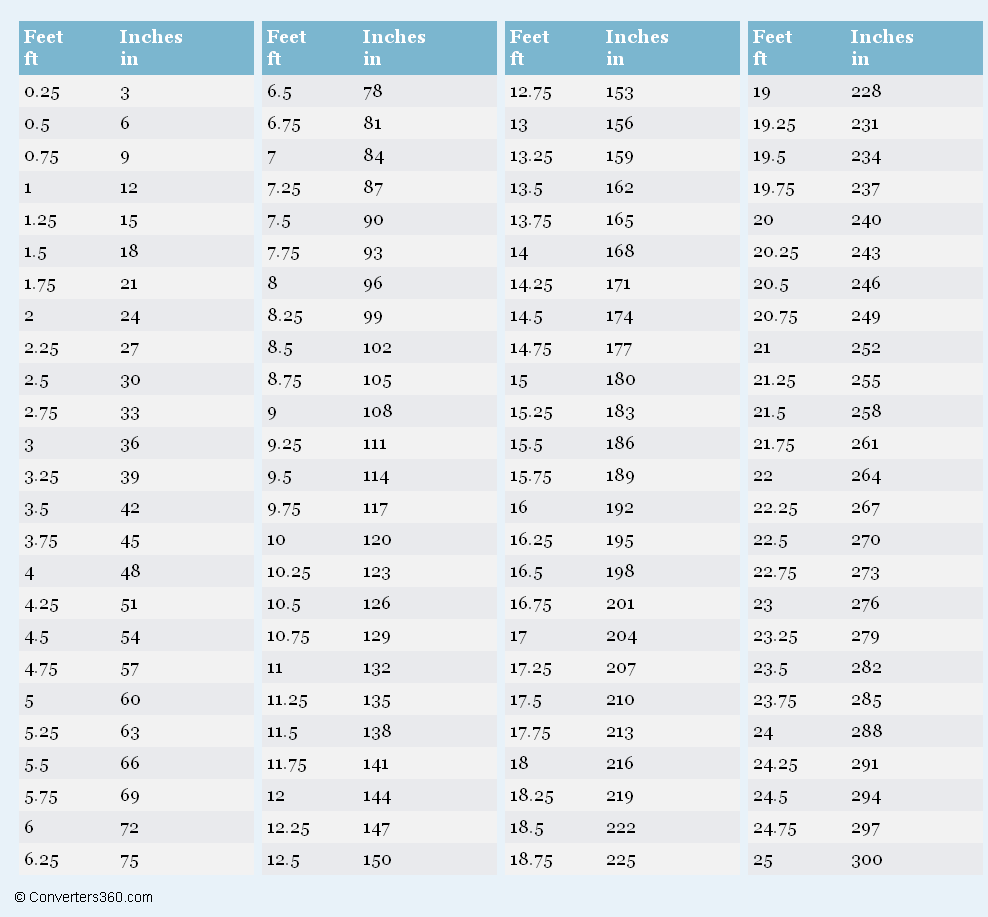 Feet Inches Feet Inches Feet Inches Feet Inches
ft in ft in ft in ft in
0.25 3 6.5 78 12.75 153 19 228
0.5 6 6.75 81 13 156 19.25 231
0.75 9 7 84 13.25 159 19.5 234
1 12 7.25 87 13.5 162 19.75 237
1.25 15 7.5 90 13.75 165 20 240
1.5 18 7.75 93 14 168 20.25 243
1.75 21 8 96 14.25 171 20.5 246
2 24 8.25 99 14.5 174 20.75 249
2.25 27 8.5 102 14.75 177 21 252
2.5 30 8.75 105 15 180 21.25 255
2.75 33 9 108 15.25 183 21.5 258
3 36 9.25 111 15.5 186 21.75 261
3.25 39 9.5 114 15.75 189 22 264
3.5 42 9.75 117 16 192 22.25 267
3.75 45 10 120 16.25 195 22.5 270
4 48 10.25 123 16.5 198 22.75 273
4.25 51 10.5 126 16.75 201 23 276
4.5 54 10.75 129 17 204 23.25 279
4.75 57 11 132 17.25 207 23.5 282
5 60 11.25 135 17.5 210 23.75 285
5.25 63 11.5 138 17.75 213 24 288
5.5 66 11.75 141 18 216 24.25 291
5.75 69 12 144 18.25 219 24.5 294
6 72 12.25 147 18.5 222 24.75 297
6.25 75 12.5 150 18.75 225 25 300
© Converters360.com